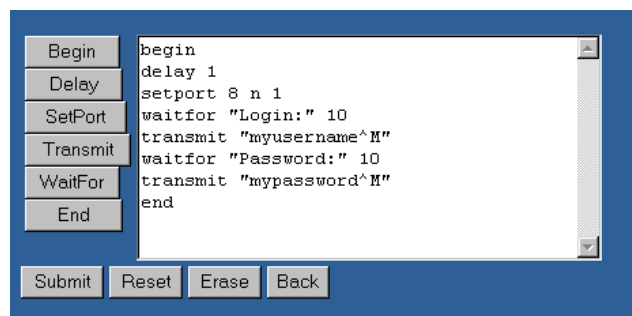 Begin
Delay
SetPort
Transmit
WaitFor
End
begin
delay 1
setport 8 n 1
waitfor "Login:" 10
transmit "myusername^M"
waitfor "Password:" 10
transmit "mypassword^M"
end
Submit Reset Erase Back